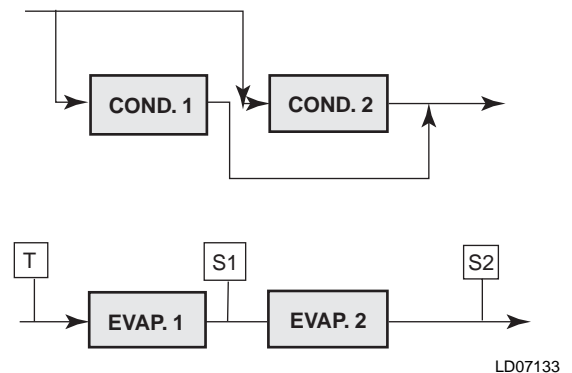 COND. 1
COND. 2
T
S1
S2
EVAP. 1
EVAP. 2
LD07133